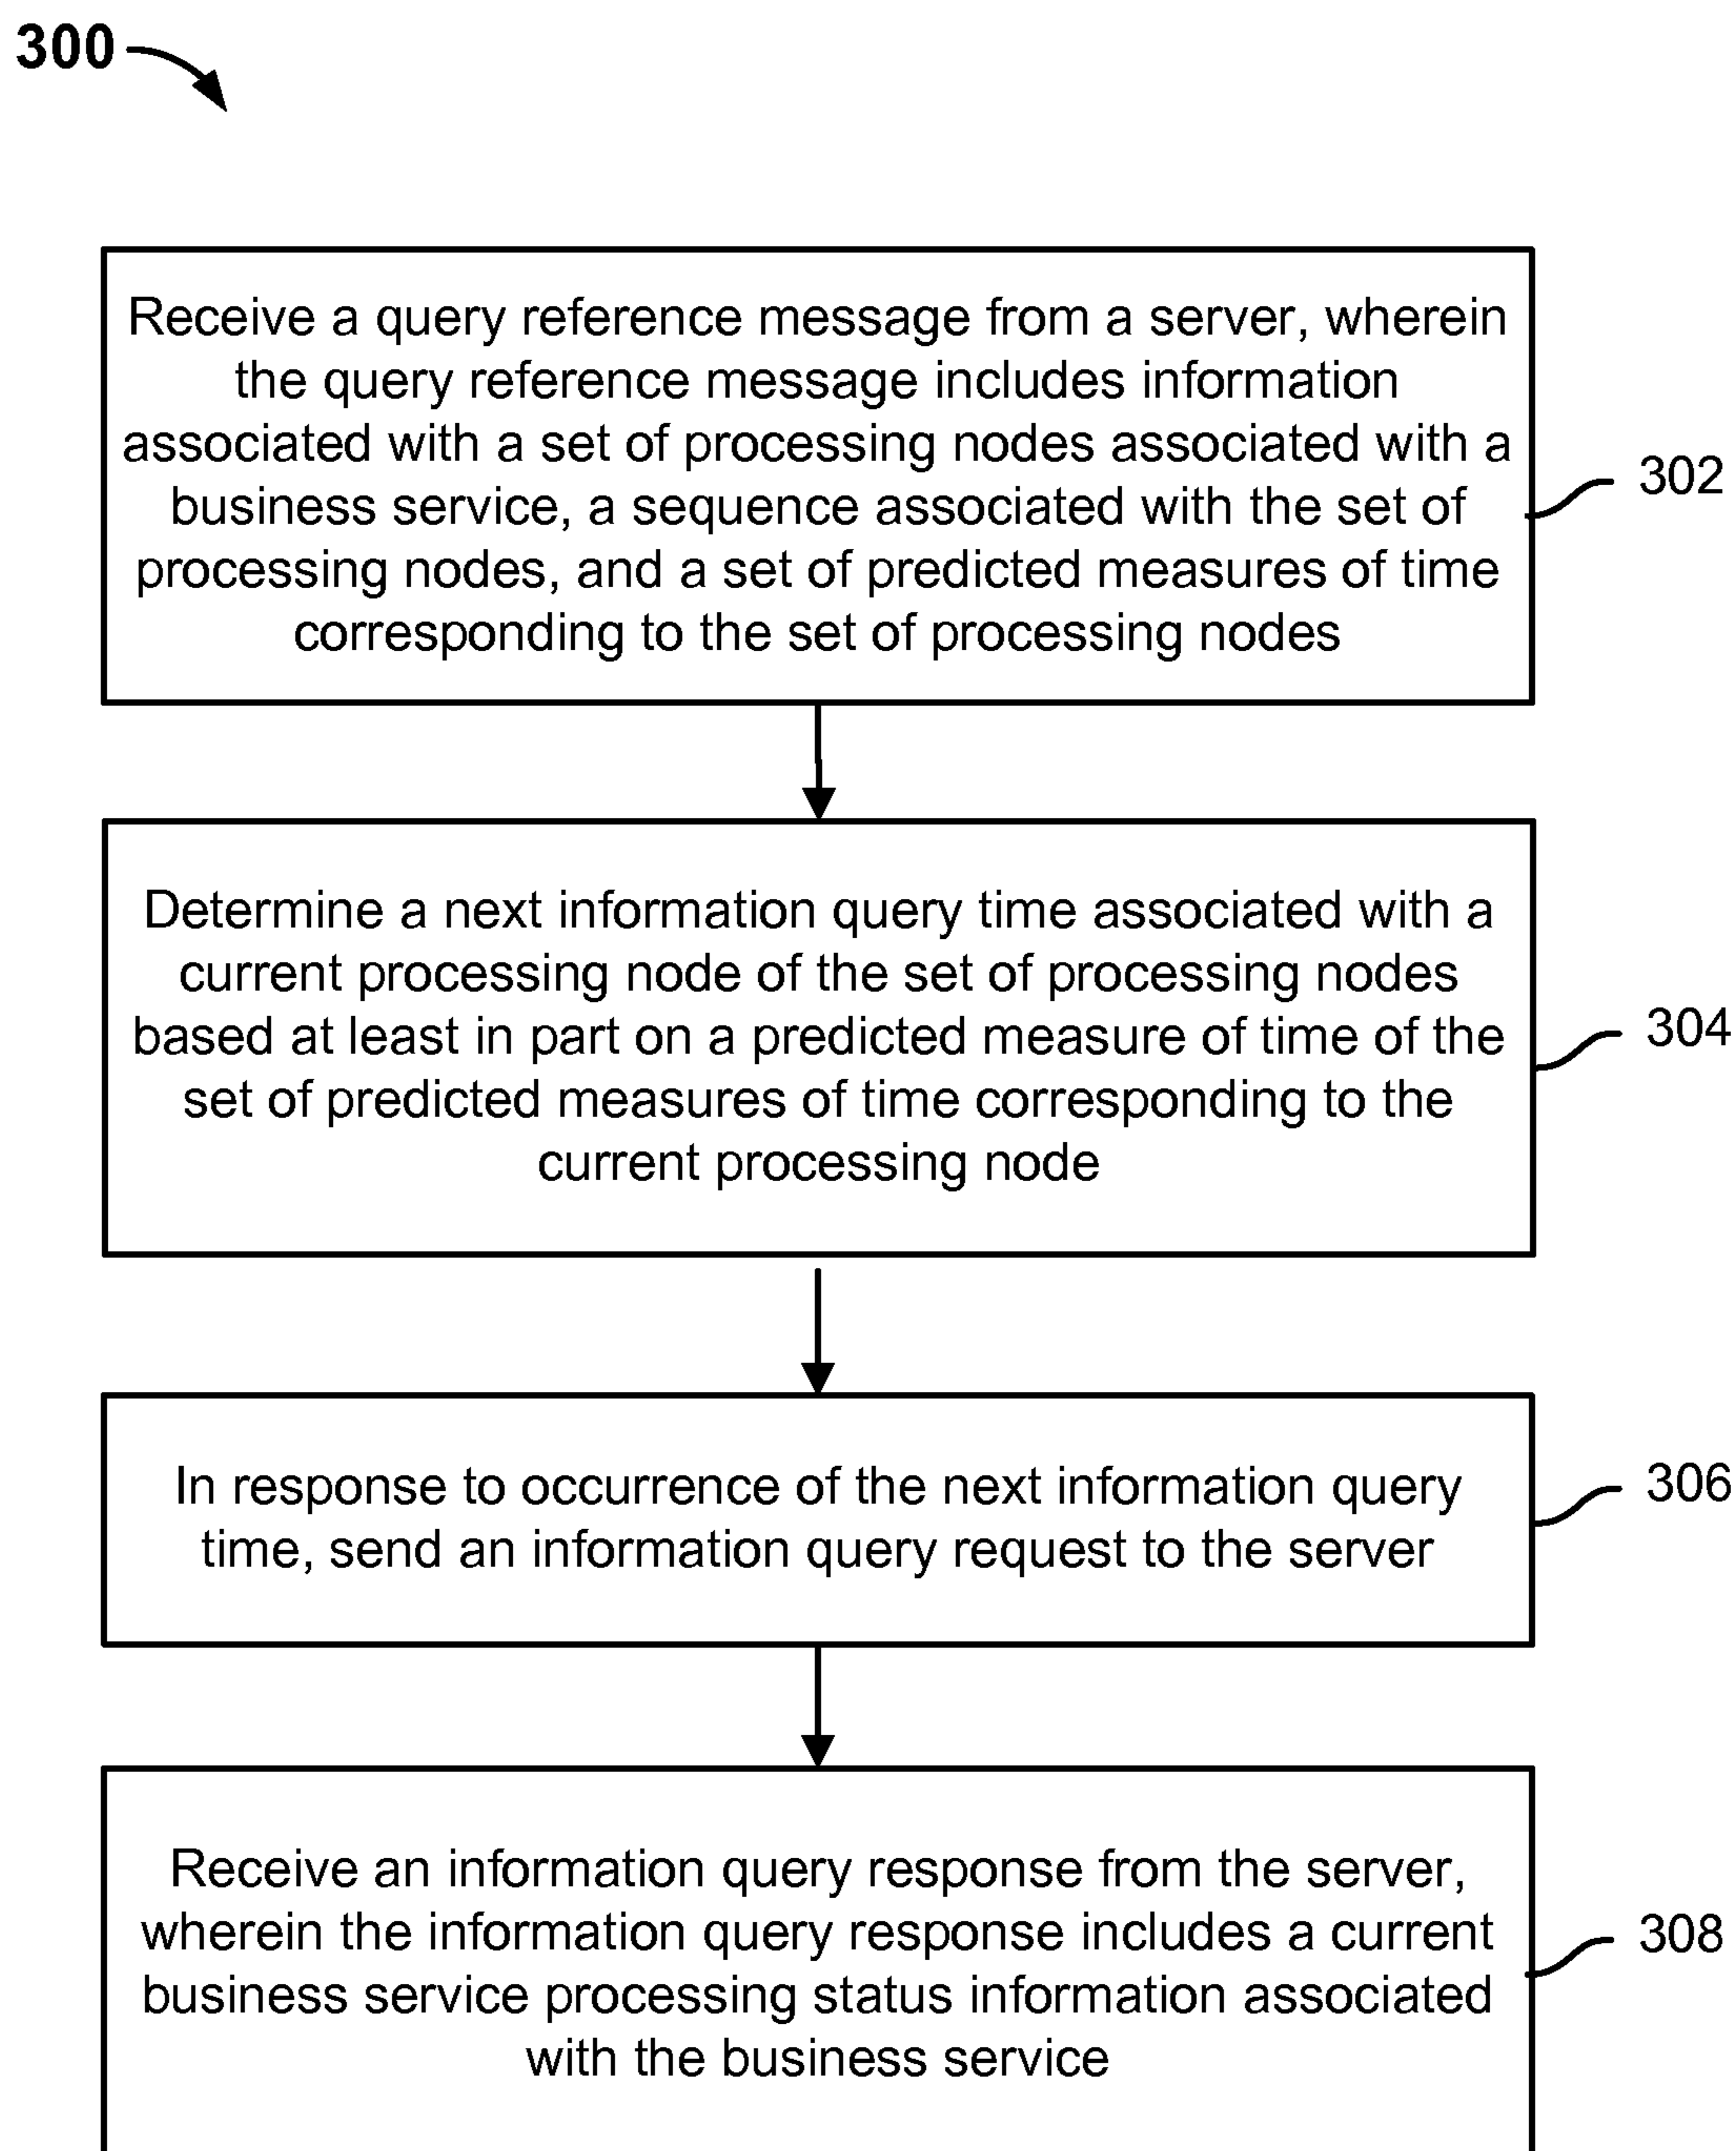 300
Receive a query reference message from a server, wherein
the query reference message includes information
associated with a set of processing nodes associated with a
business service, a sequence associated with the set of
processing nodes, and a set of predicted measures of time
corresponding to the set of processing nodes
302
Determine a next information query time associated with a
current processing node of the set of processing nodes
based at least in part on a predicted measure of time of the
set of predicted measures of time corresponding to the
current processing node
304
In response to occurrence of the next information query
time, send an information query request to the server
306
Receive an information query response from the server,
wherein the information query response includes a current
business service processing status information associated
with the business service
308